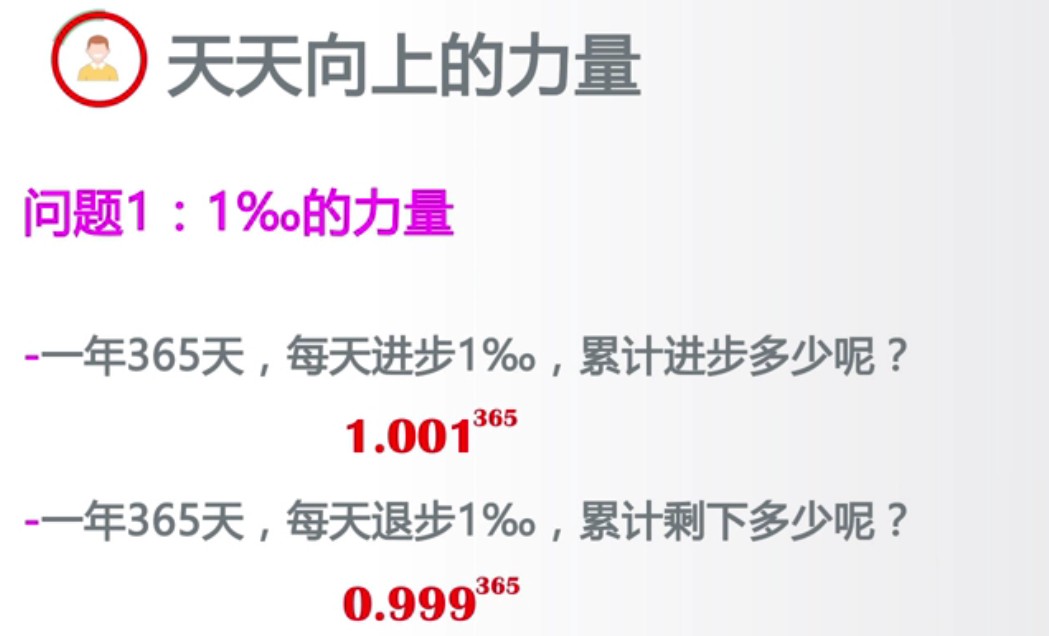 天天向上的力量
问题1：1‰的力量
-一年365天，每天进步1‰，累计进步多少呢？
1.001³⁶⁵
-一年365天，每天退步1‰，累计剩下多少呢？
0.999³⁶⁵